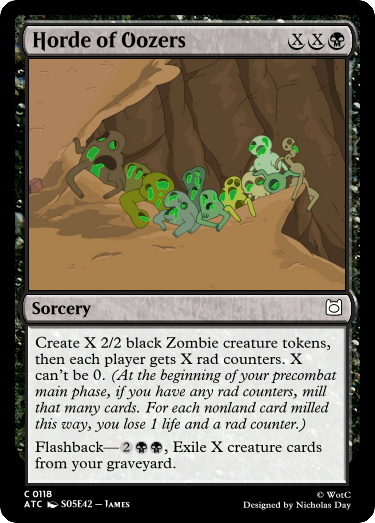 Horde of Oozers XX
Sorcery
Create X 2/2 black Zombie creature tokens,
then each player gets X rad counters. X
can't be 0. (At the beginning of your precombat
main phase, if you have any rad counters, mill
that many cards. For each nonland card milled
this way, you lose 1 life and a rad counter.)
Flashback—2, Exile X creature cards
from your graveyard.
C 0118 © WotC
ATC S05E42 — IAMES Designed by Nicholas Day